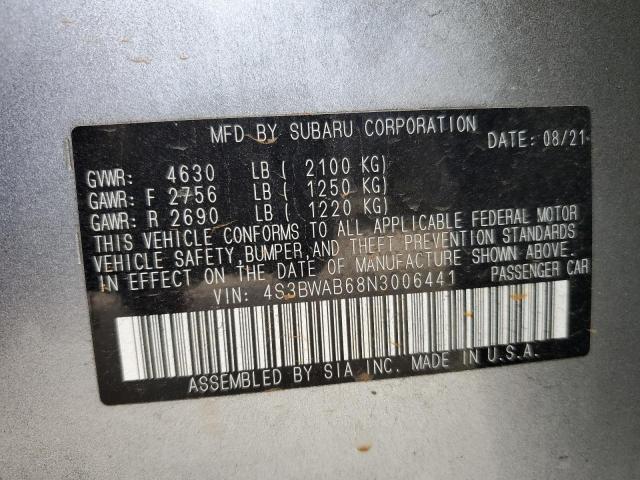 MFD BY SUBARU CORPORATION DATE: 08/21
GVWR: 4630 LB ( 2100 KG)
GAWR: F 2756 LB ( 1250 KG)
GAWR: R 2690 LB ( 1220 KG)
THIS VEHICLE CONFORMS TO ALL APPLICABLE FEDERAL MOTOR
VEHICLE SAFETY, BUMPER, AND THEFT PREVENTION STANDARDS
IN EFFECT ON THE DATE OF MANUFACTURE SHOWN ABOVE.
VIN: 4S3BWAB68N3006441 PASSENGER CAR
ASSEMBLED BY SIA INC. MADE IN U.S.A.